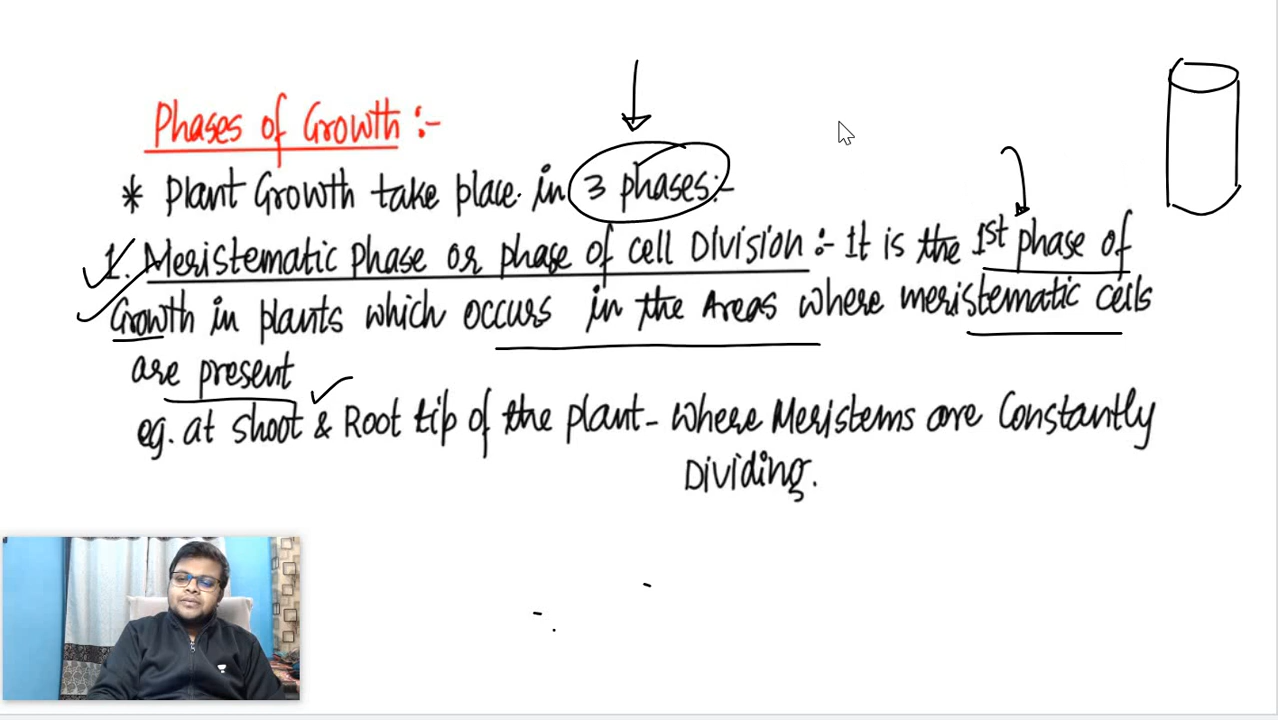 Phases of Growth :-
* Plant Growth take place in 3 phases:-
1. Meristematic Phase or phase of cell Division :- It is the 1st phase of
Growth in plants which occurs in the Areas where meristematic cells
are present
eg. at shoot & Root tip of the plant - where Meristems are Constantly
Dividing.